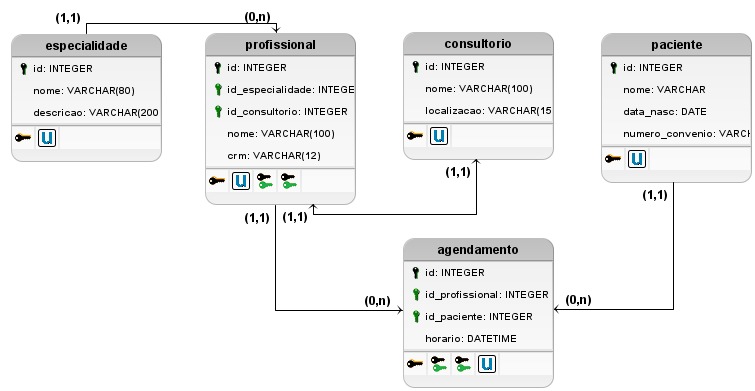 (1,1)
(0,n)
especialidade
id: INTEGER
nome: VARCHAR(80)
descricao: VARCHAR(200
u
profissional
id: INTEGER
id_especialidade: INTEGE
id_consultorio: INTEGER
nome: VARCHAR(100)
crm: VARCHAR(12)
u
consultorio
id: INTEGER
nome: VARCHAR(100)
localizacao: VARCHAR(15
u
paciente
id: INTEGER
nome: VARCHAR
data_nasc: DATE
numero_convenio: VARCH
u
(1,1)
(1,1)
(1,1)
(1,1)
(0,n)
(0,n)
agendamento
id: INTEGER
id_profissional: INTEGER
id_paciente: INTEGER
horario: DATETIME
u